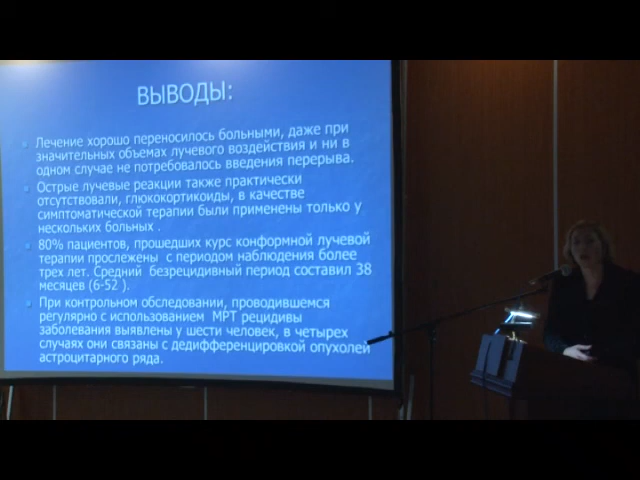 ВЫВОДЫ:
Лечение хорошо переносилось больными, даже при
значительных объемах лучевого воздействия и ни в
одном случае не потребовалось введения перерыва.
Острые лучевые реакции также практически
отсутствовали, глюкокортикоиды, в качестве
симптоматической терапии были применены только у
нескольких больных .
80% пациентов, прошедших курс конформной лучевой
терапии прослежены с периодом наблюдения более
трех лет. Средний безрецидивный период составил 38
месяцев (6-52 ).
При контрольном обследовании, проводившемся
регулярно с использованием МРТ рецидивы
заболевания выявлены у шести человек, в четырех
случаях они связаны с дедифференцировкой опухолей
астроцитарного ряда.